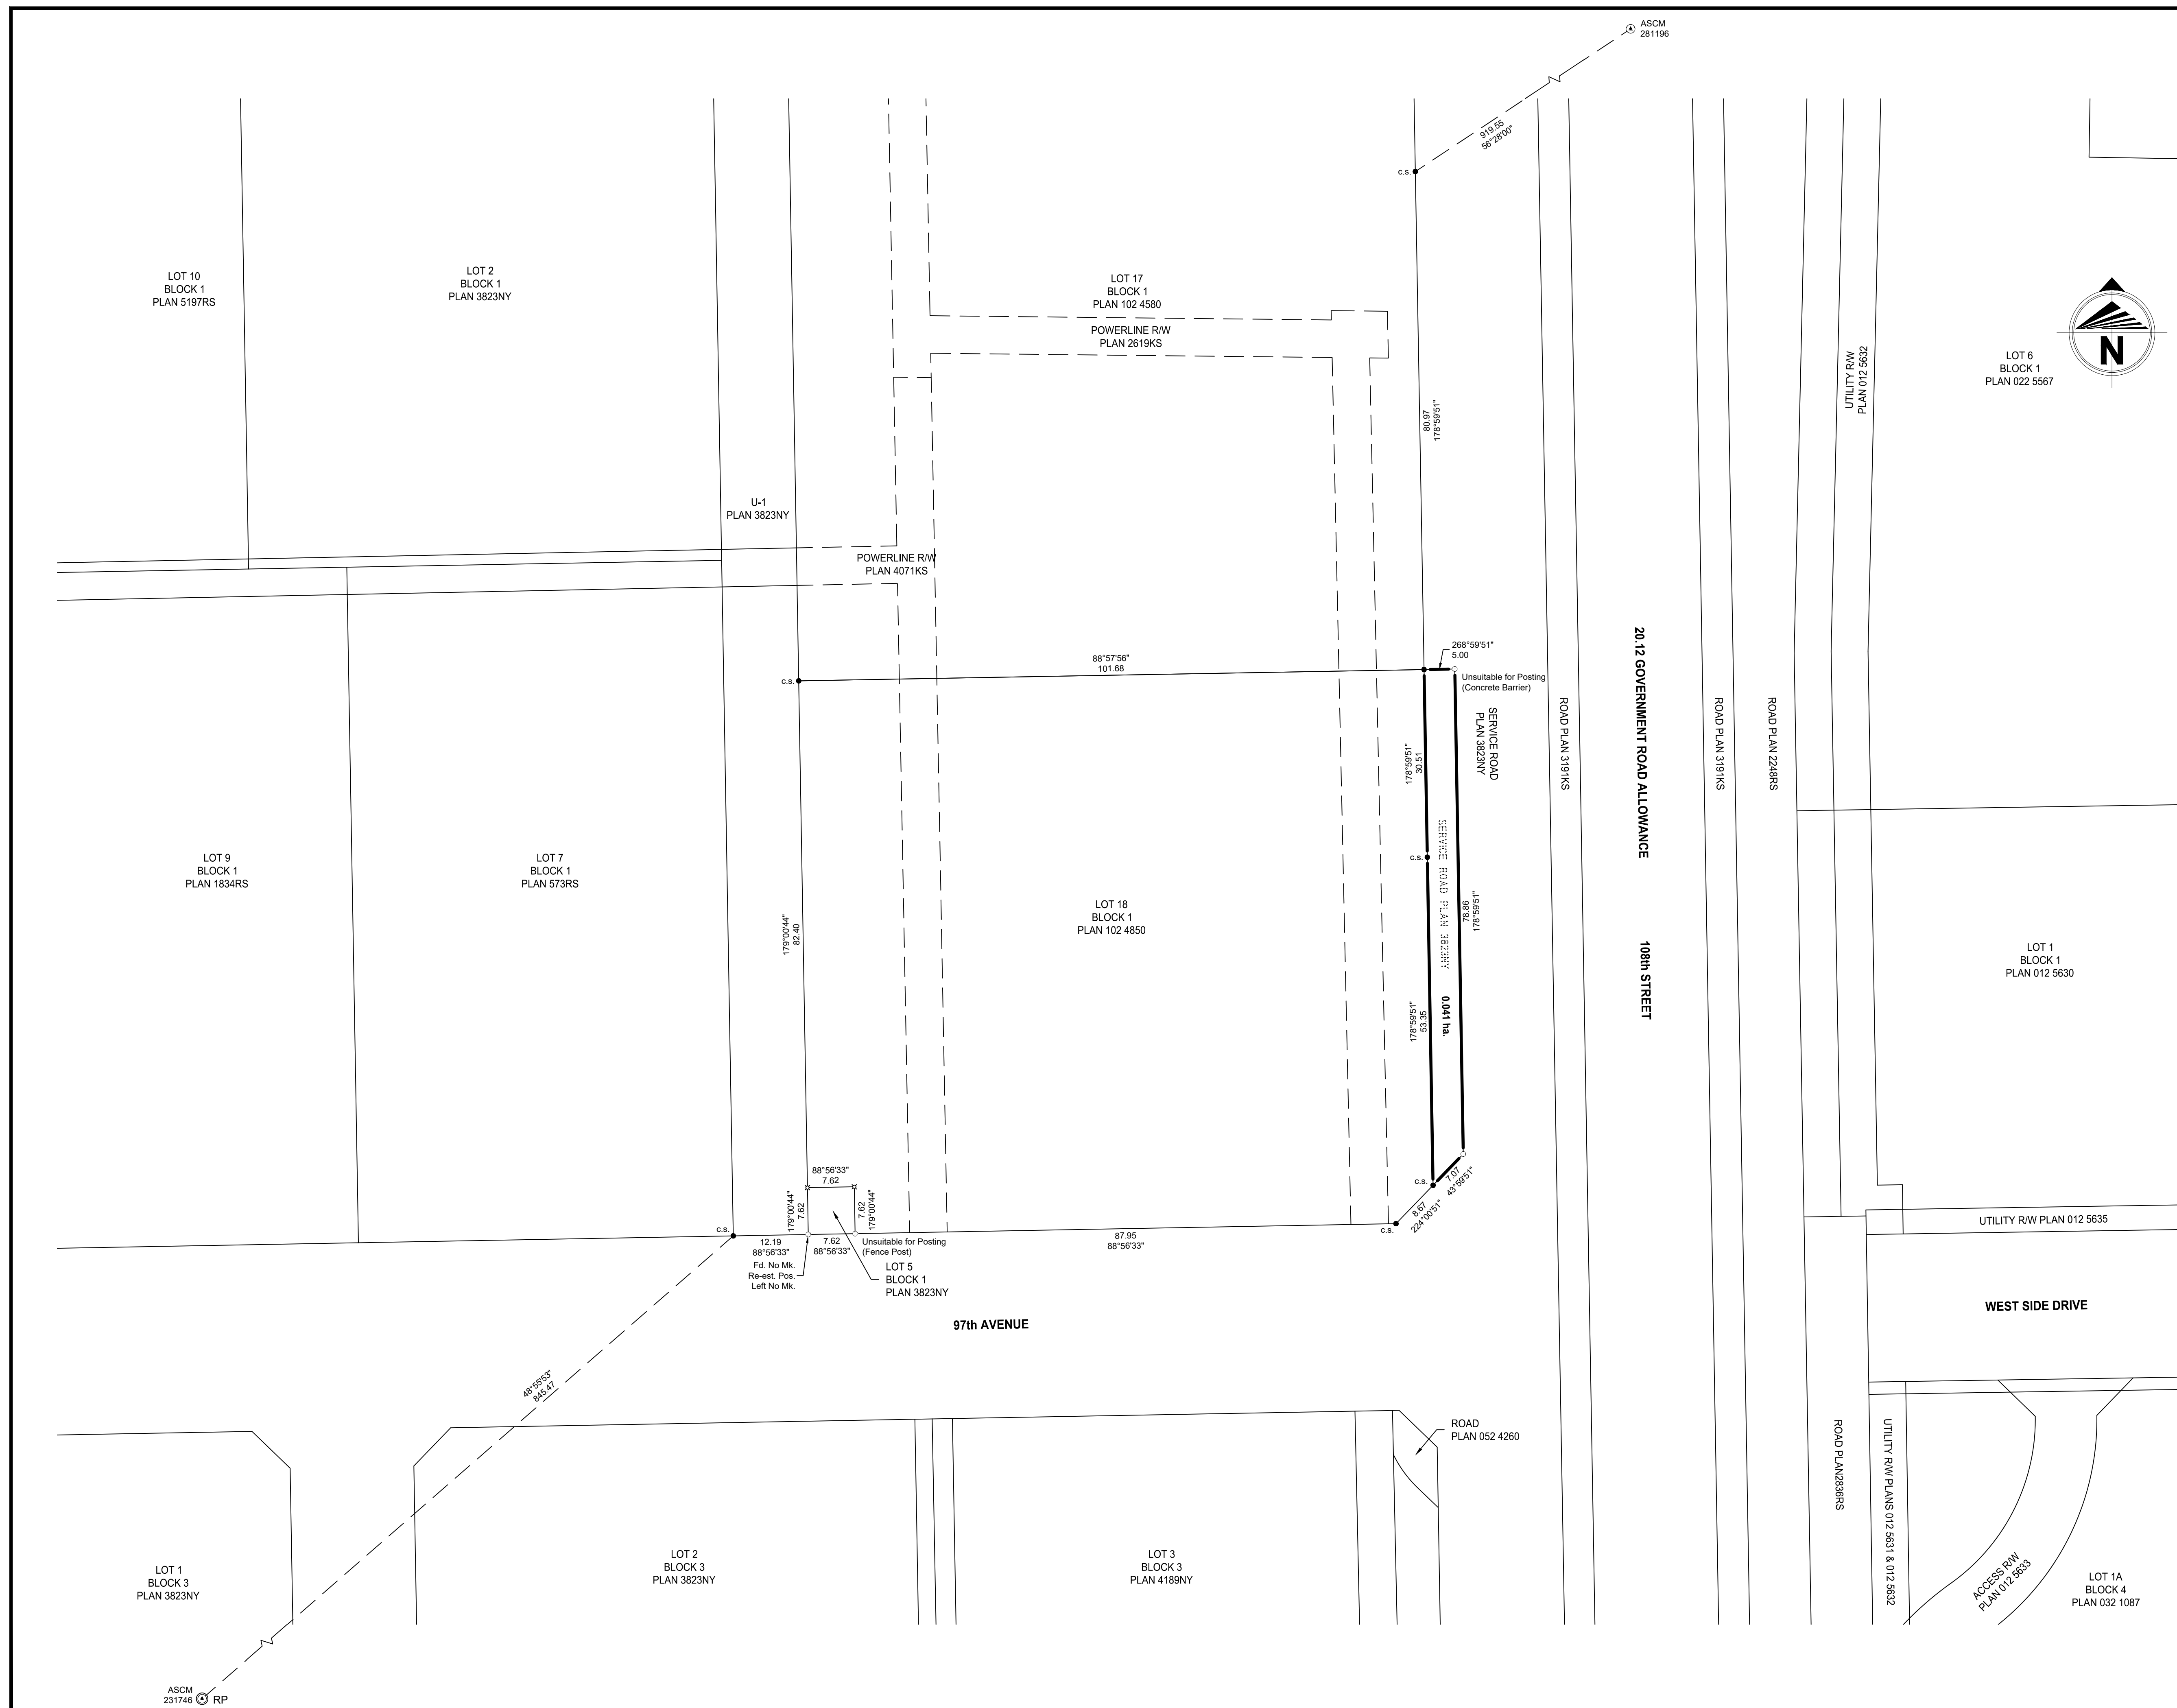 ASCM
281196
919.55
56°28'00"
c.s.
LOT 10
BLOCK 1
PLAN 5197RS
LOT 2
BLOCK 1
PLAN 3823NY
LOT 17
BLOCK 1
PLAN 102 4580
POWERLINE R/W
PLAN 2619KS
N
LOT 6
BLOCK 1
PLAN 022 5567
UTILITY R/W
PLAN 012 5632
80.97
178°59'51"
U-1
PLAN 3823NY
POWERLINE R/W
PLAN 4071KS
88°57'56"
101.68
c.s.
268°59'51"
5.00
Unsuitable for Posting
(Concrete Barrier)
SERVICE ROAD
PLAN 3823NY
178°59'51"
30.51
c.s.
SERVICE ROAD PLAN 3823NY
0.041 ha.
78.86
178°59'51"
178°59'51"
53.35
ROAD PLAN 3191KS
20.12 GOVERNMENT ROAD ALLOWANCE
108th STREET
ROAD PLAN 3191KS
ROAD PLAN 2248RS
LOT 9
BLOCK 1
PLAN 1834RS
LOT 7
BLOCK 1
PLAN 573RS
179°00'44"
82.40
LOT 18
BLOCK 1
PLAN 102 4850
LOT 1
BLOCK 1
PLAN 012 5630
88°56'33"
7.62
179°00'44"
7.62
7.62
179°00'44"
c.s.
12.19
88°56'33"
7.62
88°56'33"
Unsuitable for Posting
(Fence Post)
Fd. No Mk.
Re-est. Pos.
Left No Mk.
LOT 5
BLOCK 1
PLAN 3823NY
87.95
88°56'33"
c.s.
c.s.
7.07
43°59'51"
8.67
224°00'51"
UTILITY R/W PLAN 012 5635
WEST SIDE DRIVE
97th AVENUE
48°55'53"
845.47
ROAD
PLAN 052 4260
ROAD PLAN2836RS
UTILITY R/W PLANS 012 5631 & 012 5632
ACCESS R/W
PLAN 012 5633
LOT 1
BLOCK 3
PLAN 3823NY
LOT 2
BLOCK 3
PLAN 3823NY
LOT 3
BLOCK 3
PLAN 4189NY
LOT 1A
BLOCK 4
PLAN 032 1087
ASCM
231746
RP